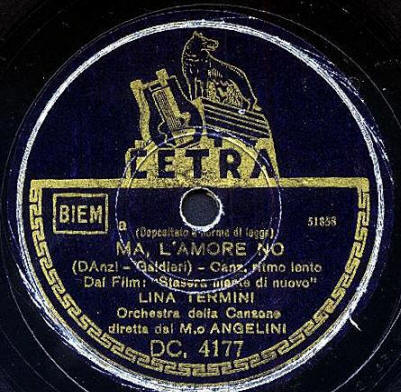 CETRA
BIEM
a
(Depositato a norma di legge)
51858
MA, L'AMORE NO
(DAnzi - Galdieri) - Canz. ritmo lento
Dal Film: "Stasera niente di nuovo"
LINA TERMINI
Orchestra della Canzone
diretta dal M.o ANGELINI
DC. 4177